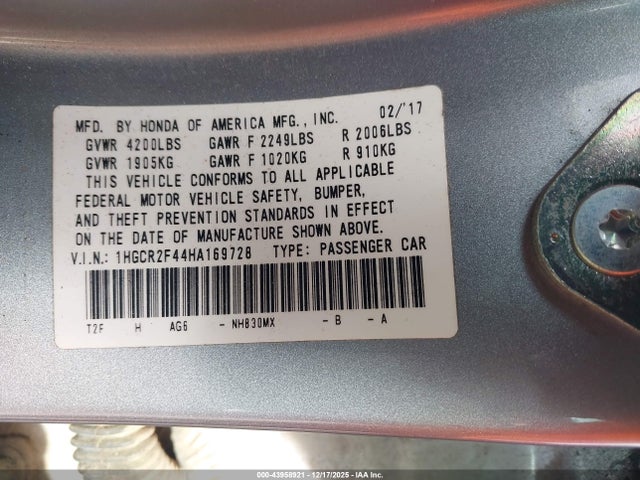 MFD. BY HONDA OF AMERICA MFG., INC. 02/'17
GVWR 4200LBS GAWR F 2249LBS R 2006LBS
GVWR 1905KG GAWR F 1020KG R 910KG
THIS VEHICLE CONFORMS TO ALL APPLICABLE
FEDERAL MOTOR VEHICLE SAFETY, BUMPER,
AND THEFT PREVENTION STANDARDS IN EFFECT
ON THE DATE OF MANUFACTURE SHOWN ABOVE.
V.I.N.: 1HGCR2F44HA169728 TYPE: PASSENGER CAR
T2F H AG6 -NH830MX -B -A
000-43958921 - 12/17/2025 - IAA Inc.